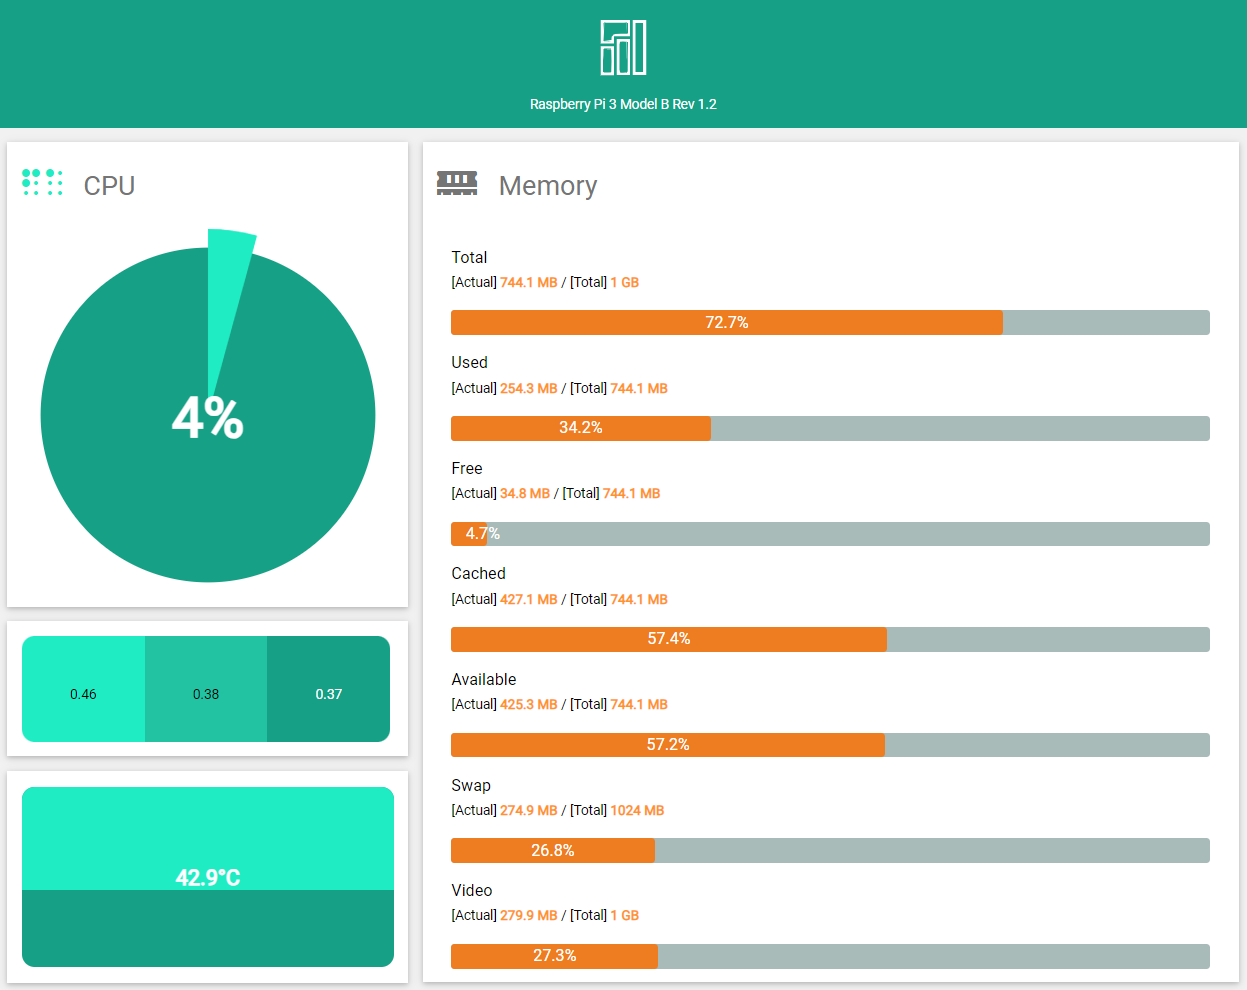 Raspberry Pi 3 Model B Rev 1.2
CPU
4%
0.46 0.38 0.37
42.9°C
Memory
Total
[Actual] 744.1 MB / [Total] 1 GB
72.7%
Used
[Actual] 254.3 MB / [Total] 744.1 MB
34.2%
Free
[Actual] 34.8 MB / [Total] 744.1 MB
4.7%
Cached
[Actual] 427.1 MB / [Total] 744.1 MB
57.4%
Available
[Actual] 425.3 MB / [Total] 744.1 MB
57.2%
Swap
[Actual] 274.9 MB / [Total] 1024 MB
26.8%
Video
[Actual] 279.9 MB / [Total] 1 GB
27.3%